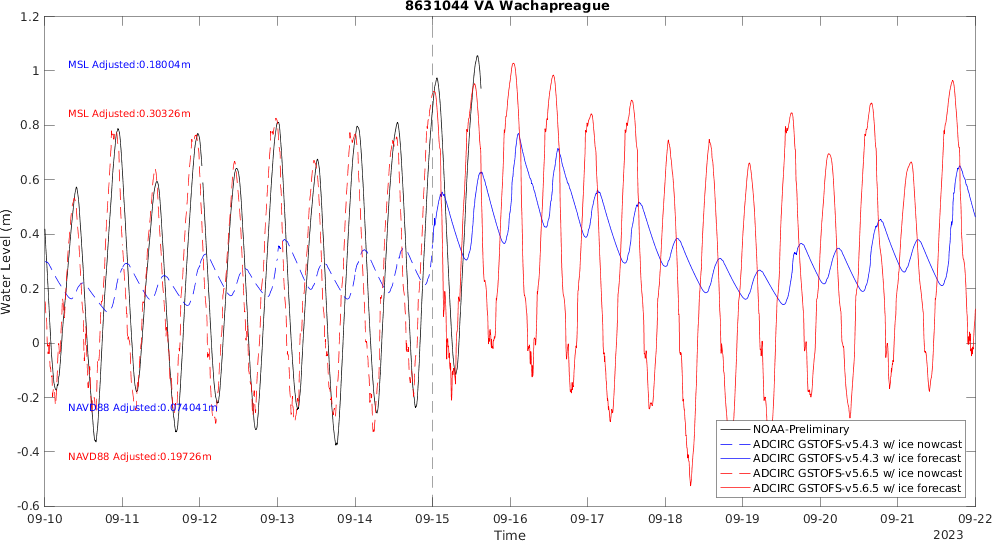 8631044 VA Wachapreague
1.2
1
0.8
0.6
0.4
0.2
0
-0.2
-0.4
-0.6
Water Level (m)
MSL Adjusted:0.18004m
MSL Adjusted:0.30326m
NAVD88 Adjusted:0.074041m
NAVD88 Adjusted:0.19726m
NOAA-Preliminary
ADCIRC GSTOFS-v5.4.3 w/ ice nowcast
ADCIRC GSTOFS-v5.4.3 w/ ice forecast
ADCIRC GSTOFS-v5.6.5 w/ ice nowcast
ADCIRC GSTOFS-v5.6.5 w/ ice forecast
09-10 09-11 09-12 09-13 09-14 09-15 09-16 09-17 09-18 09-19 09-20 09-21 09-22
Time
2023